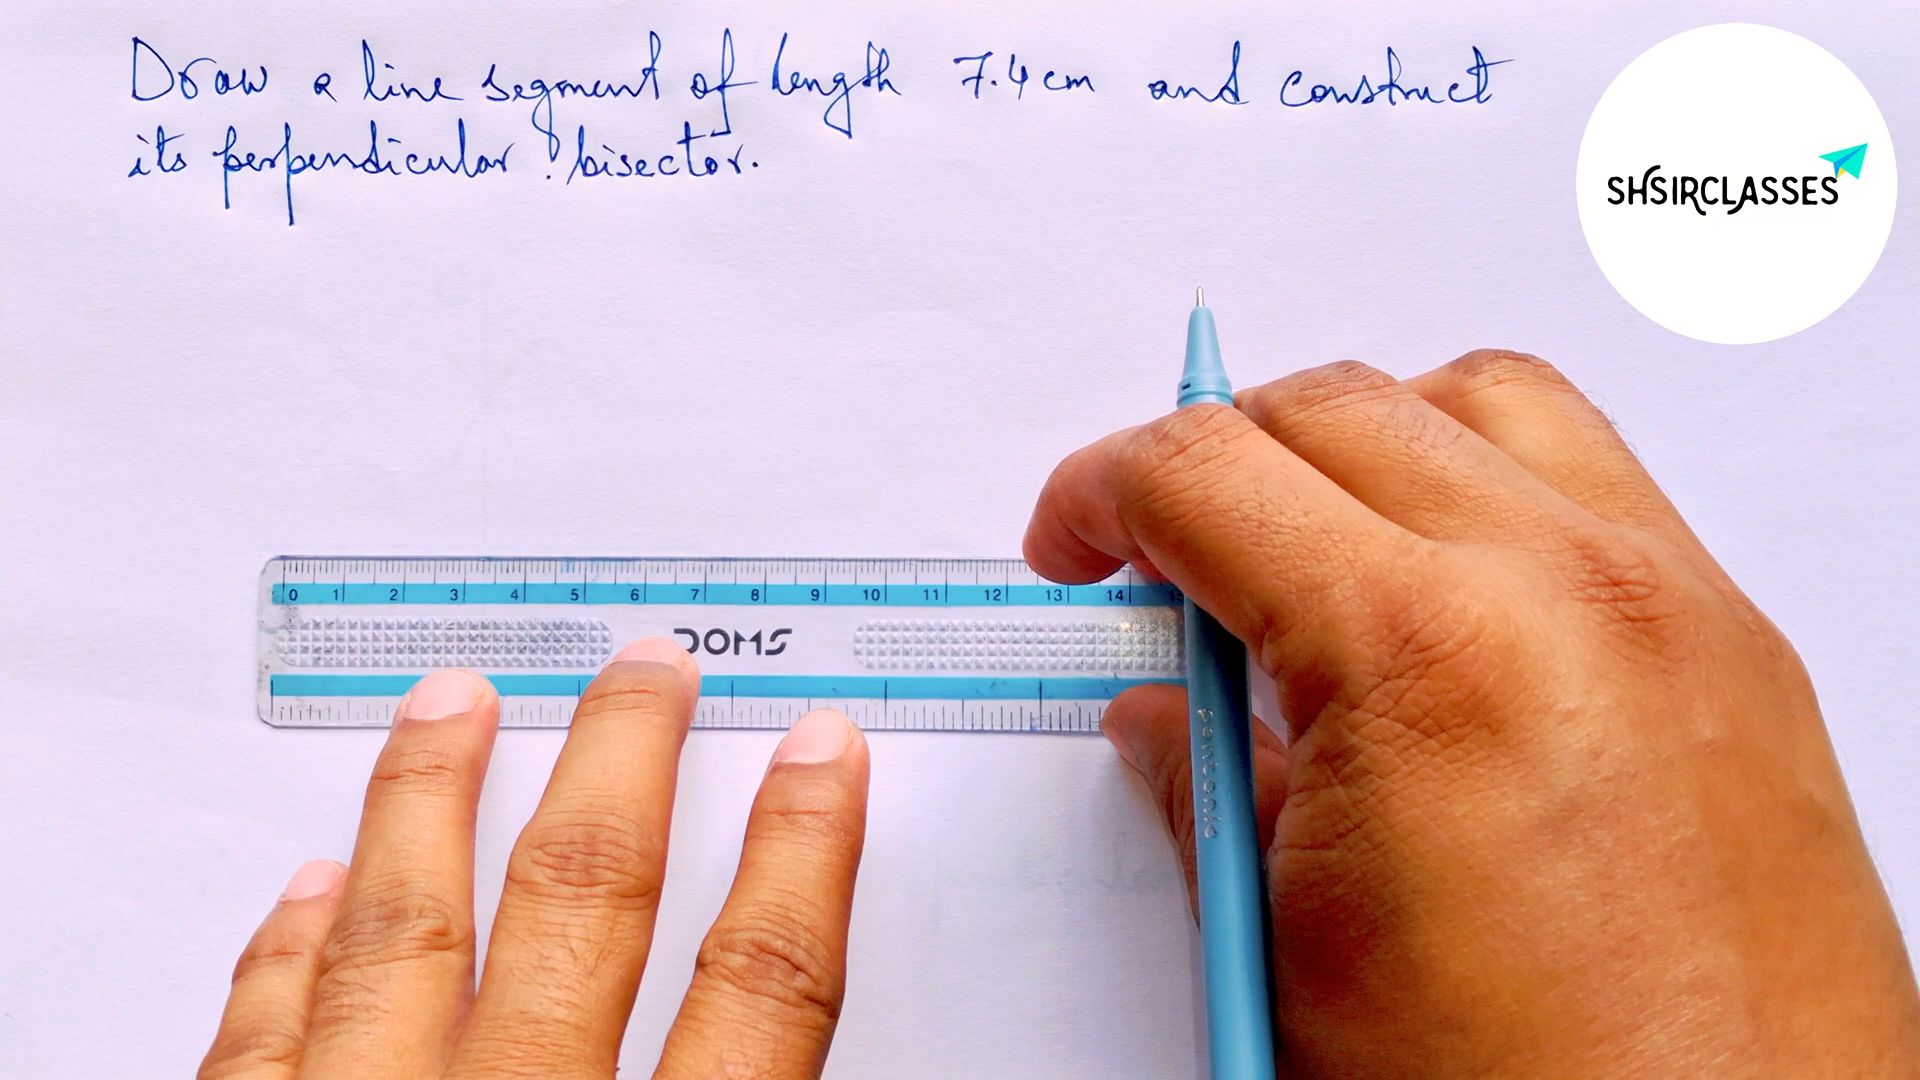 Draw a line segment of length 7.4 cm and construct
its perpendicular bisector.
SHSIRCLASSES
0 1 2 3 4 5 6 7 8 9 10 11 12 13 14
DOMS
pentonic